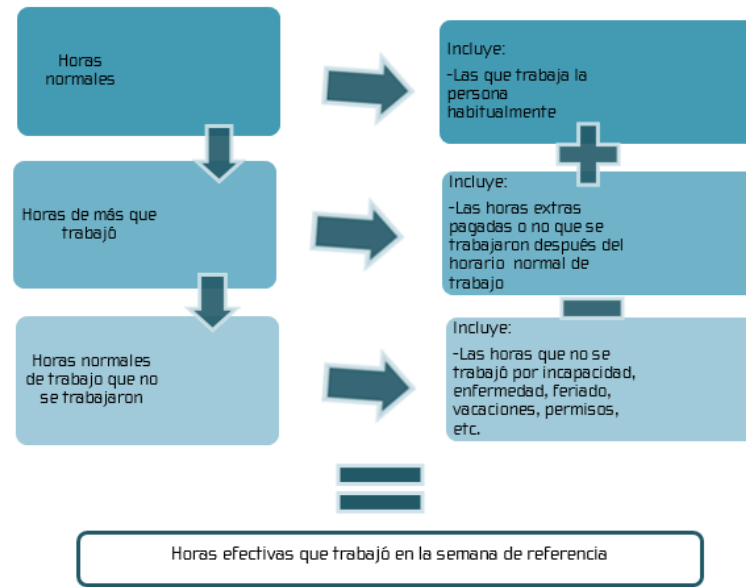 Horas
normales
Incluye:
-Las que trabaja la
persona
habitualmente
Horas de más que
trabajó
Incluye:
-Las horas extras
pagadas o no que se
trabajaron después del
horario normal de
trabajo
Horas normales
de trabajo que no
se trabajaron
Incluye:
-Las horas que no se
trabajó por incapacidad,
enfermedad, feriado,
vacaciones, permisos,
etc.
Horas efectivas que trabajó en la semana de referencia